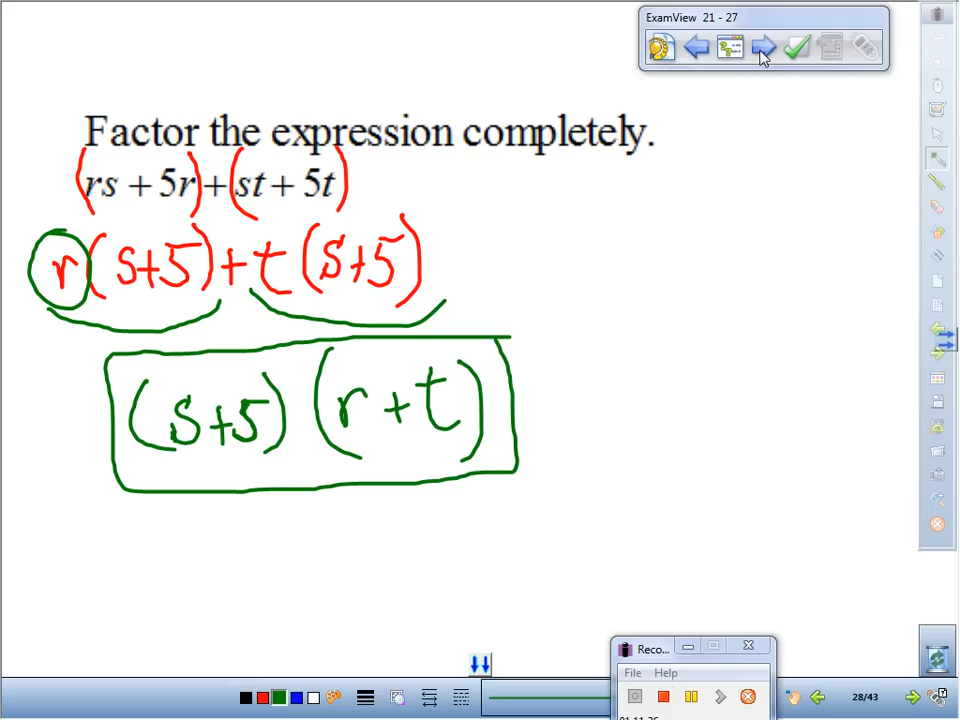 ExamView 21 - 27
Factor the expression completely.
(rs + 5r) + (st + 5t)
r(s+5) + t(s+5)
(s+5) (r+t)
Reco...
File Help
28/43